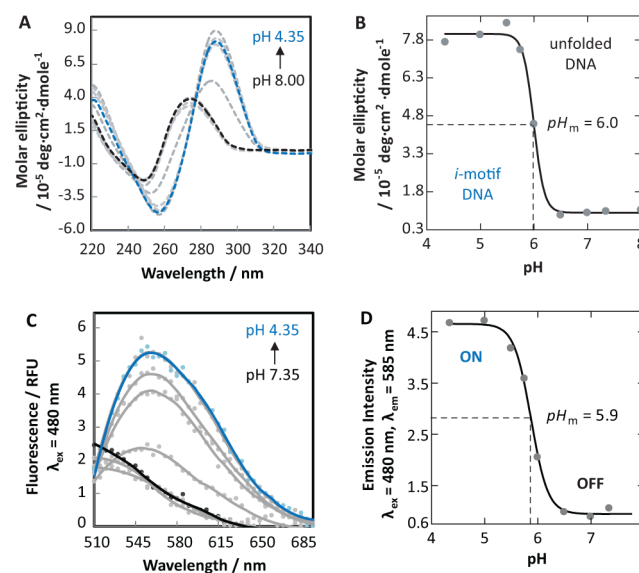 A
Molar ellipticity
/ 10⁻⁵ deg·cm²·dmole⁻¹
9.0
6.5
4.0
1.5
-1.0
-3.5
-6.0
pH 4.35
pH 8.00
220 240 260 280 300 320 340
Wavelength / nm
B
Molar ellipticity
/ 10⁻⁵ deg·cm² ·dmole⁻¹
7.8
6.3
4.8
3.3
1.8
0.3
unfolded
DNA
pHm = 6.0
i-motif
DNA
4 5 6 7 8
pH
C
Fluorescence / RFU
λex = 480 nm
6
5
4
3
2
1
0
pH 4.35
pH 7.35
510 545 580 615 650 685
Wavelength / nm
D
Emission Intensity
λex = 480 nm, λem = 585 nm
4.5
3.8
2.9
2.2
1.4
0.6
ON
pHm = 5.9
OFF
4 5 6 7 8
pH